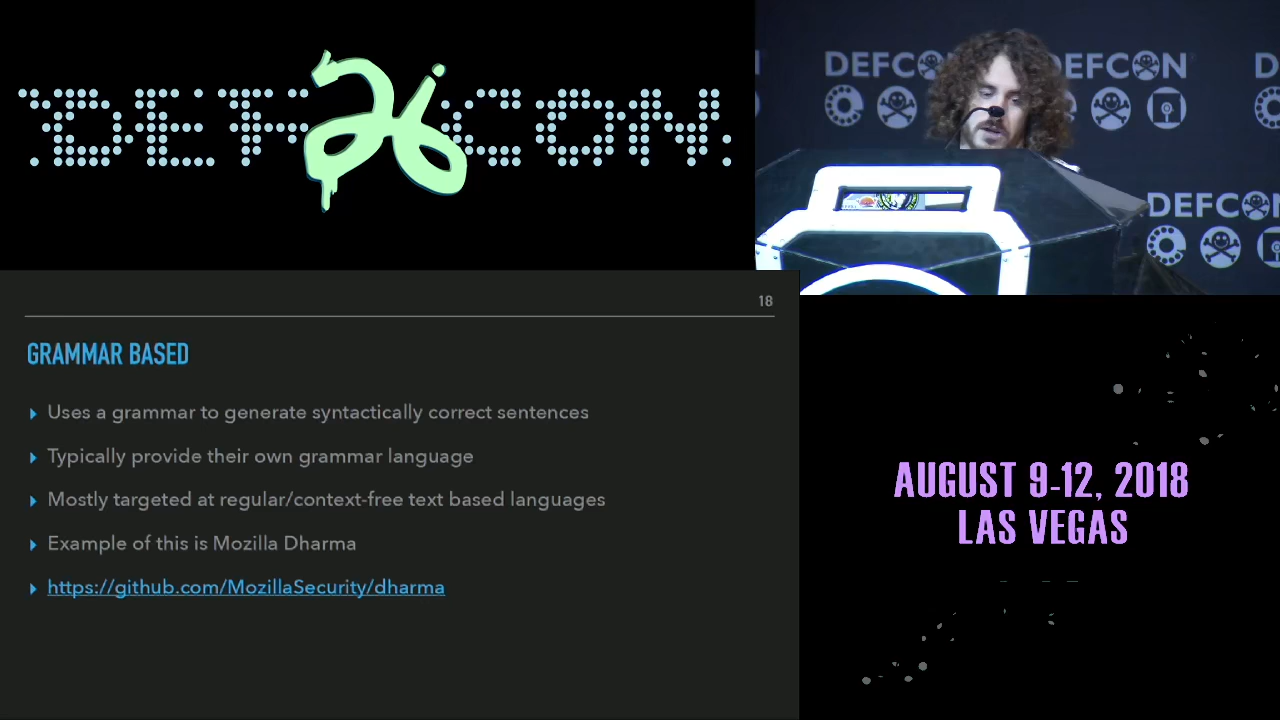 DEFCON 26
DEFCON DEFCON
DEFCON
18
GRAMMAR BASED
Uses a grammar to generate syntactically correct sentences
Typically provide their own grammar language
Mostly targeted at regular/context-free text based languages
Example of this is Mozilla Dharma
https://github.com/MozillaSecurity/dharma
AUGUST 9-12, 2018
LAS VEGAS